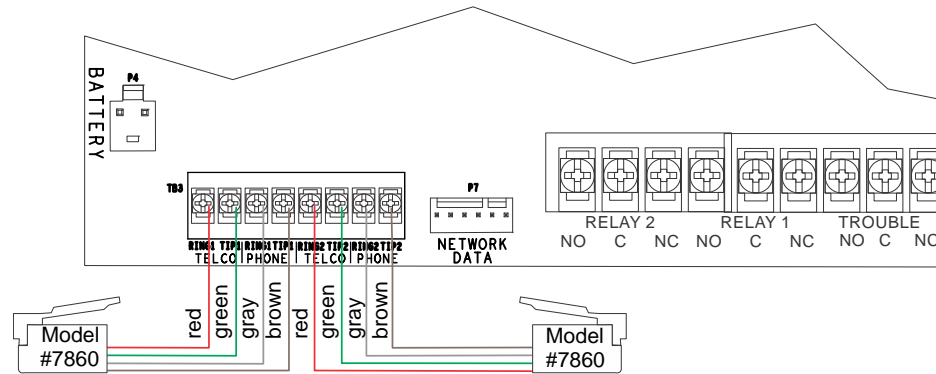 BATTERY
P4
TB3
RING1 TIP1 RING1 TIP1 RING2 TIP2 RING2 TIP2
TELCO PHONE TELCO PHONE
P7
NETWORK
DATA
RELAY 2 RELAY 1 TROUBLE
NO C NC NO C NC NO C NO
red green gray brown red green gray brown
Model
#7860
Model
#7860